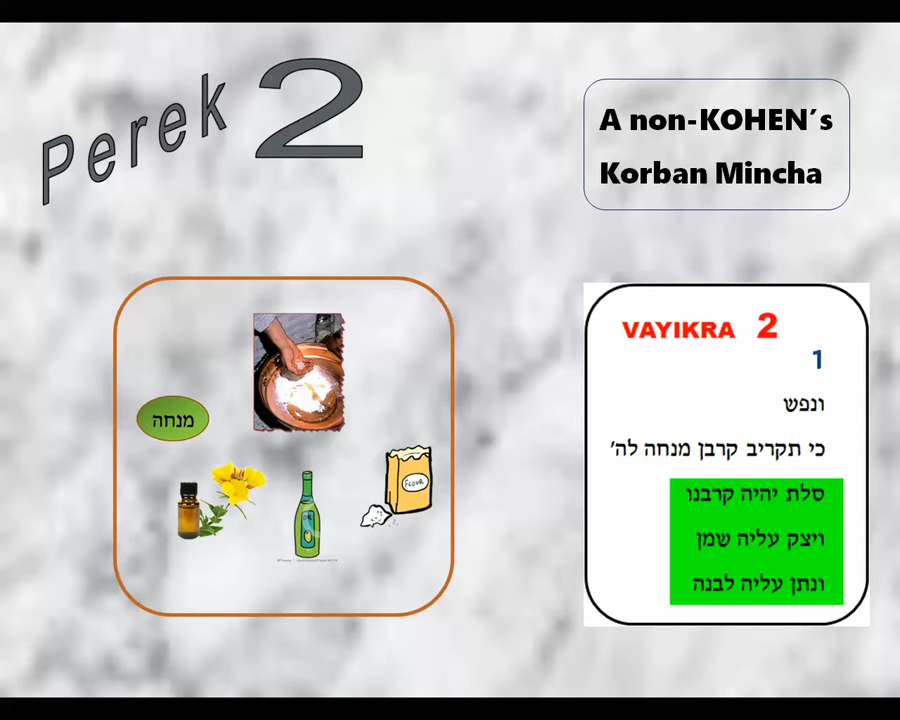 Perek 2
A non-KOHEN's
Korban Mincha
VAYIKRA 2
1
ונפש
כי תקריב קרבן מנחה לה'
סלת יהיה קרבנו
ויצק עליה שמן
ונתן עליה לבנה
מנחה
FLOUR